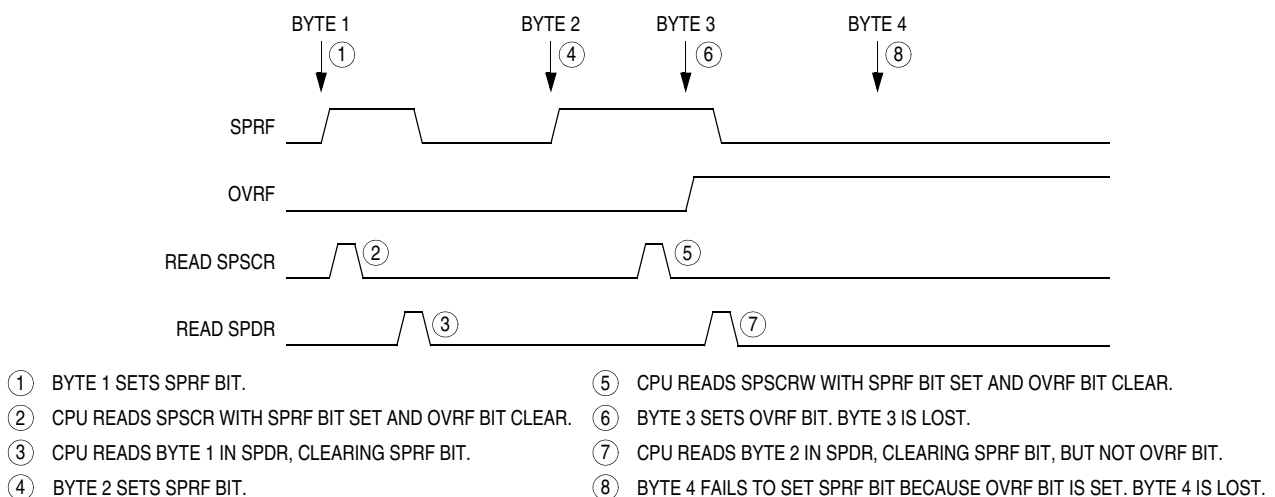 BYTE 1 BYTE 2 BYTE 3 BYTE 4
1 4 6 8
SPRF
OVRF
READ SPSCR 2 5
READ SPDR 3 7
1 BYTE 1 SETS SPRF BIT.
2 CPU READS SPSCR WITH SPRF BIT SET AND OVRF BIT CLEAR.
3 CPU READS BYTE 1 IN SPDR, CLEARING SPRF BIT.
4 BYTE 2 SETS SPRF BIT.
5 CPU READS SPSCRW WITH SPRF BIT SET AND OVRF BIT CLEAR.
6 BYTE 3 SETS OVRF BIT. BYTE 3 IS LOST.
7 CPU READS BYTE 2 IN SPDR, CLEARING SPRF BIT, BUT NOT OVRF BIT.
8 BYTE 4 FAILS TO SET SPRF BIT BECAUSE OVRF BIT IS SET. BYTE 4 IS LOST.